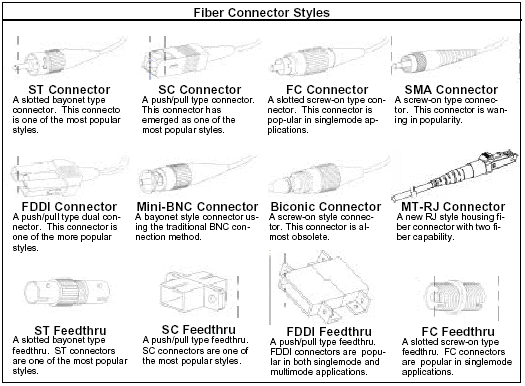 Fiber Connector Styles
ST Connector
A slotted bayonet type
connector. This connecto
is one of the most popular
styles.
SC Connector
A push/pull type connector.
This connector has
emerged as one of the
most popular styles.
FC Connector
A slotted screw-on type con-
nector. This connector is
pop-ular in singlemode ap-
plications.
SMA Connector
A screw-on type connec-
tor. This connector is wan-
ing in popularity.
FDDI Connector
A push/pull type dual con-
nector. This connector is
one of the more popular
styles.
Mini-BNC Connector
A bayonet style connector us-
ing the traditional BNC con-
nection method.
Biconic Connector
A screw-on style connec-
tor. This connector is al-
most obsolete.
MT-RJ Connector
A new RJ style housing fi-
ber connector with two fi-
ber capability.
ST Feedthru
A slotted bayonet type
feedthru. ST connectors
are one of the most popular
styles.
SC Feedthru
A push/pull type feedthru.
SC connectors are one of
the most popular styles.
FDDI Feedthru
A push/pull type feedthru.
FDDI connectors are popu-
lar in both singlemode and
multimode applications.
FC Feedthru
A slotted screw-on type
feedthru. FC connectors
are popular in singlemode
applications.